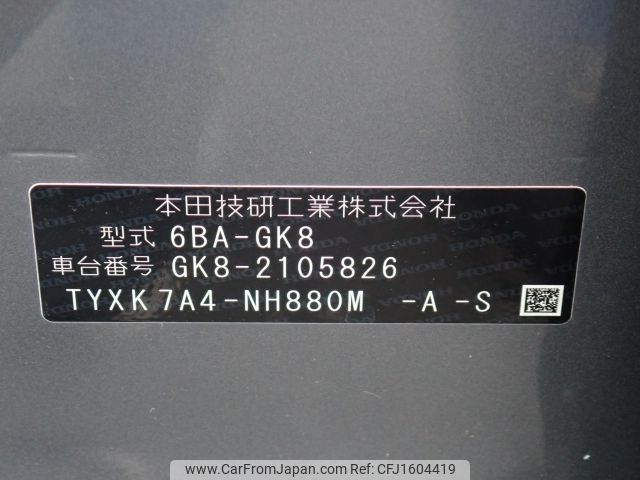 本田技研工業株式会社
型式 6BA-GK8
車台番号 GK8-2105826
TYXK7A4-NH880M -A-S
www.CarFromJapan.com CFJ1604419